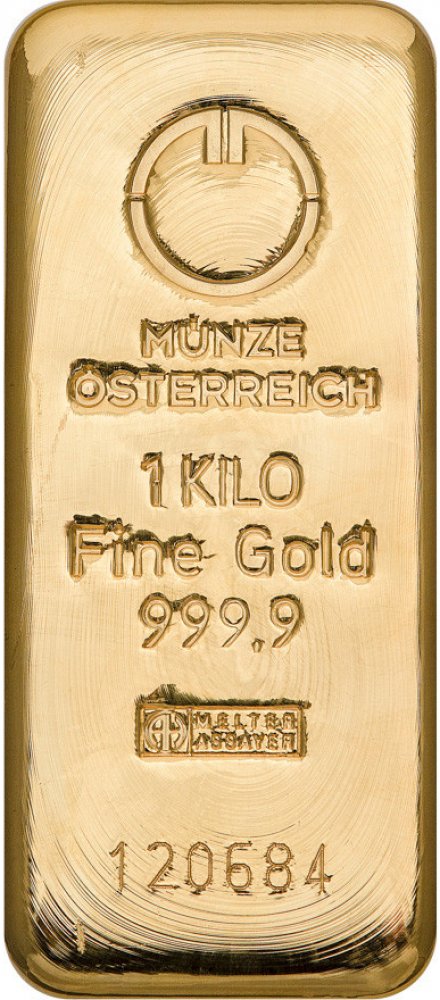 MÜNZE
ÖSTERREICH
1 KILO
Fine Gold
999,9
MELTER
ASSAYER
120684